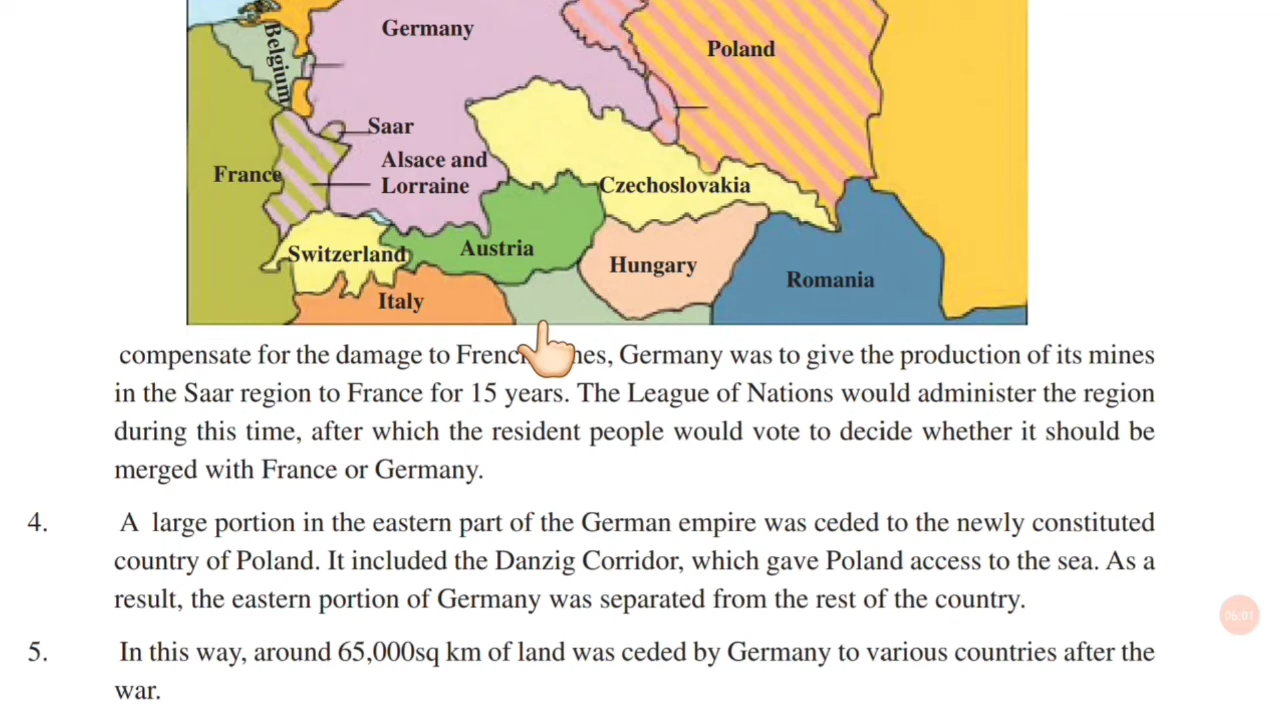 Germany
Poland
Belgium
Saar
Alsace and
Lorraine
France
Czechoslovakia
Switzerland
Austria
Hungary
Romania
Italy
compensate for the damage to Germany was to give the production of its mines
in the Saar region to France for 15 years. The League of Nations would administer the region
during this time, after which the resident people would vote to decide whether it should be
merged with France or Germany.
4. A large portion in the eastern part of the German empire was ceded to the newly constituted
country of Poland. It included the Danzig Corridor, which gave Poland access to the sea. As a
result, the eastern portion of Germany was separated from the rest of the country.
5. In this way, around 65,000sq km of land was ceded by Germany to various countries after the
war.
06:01